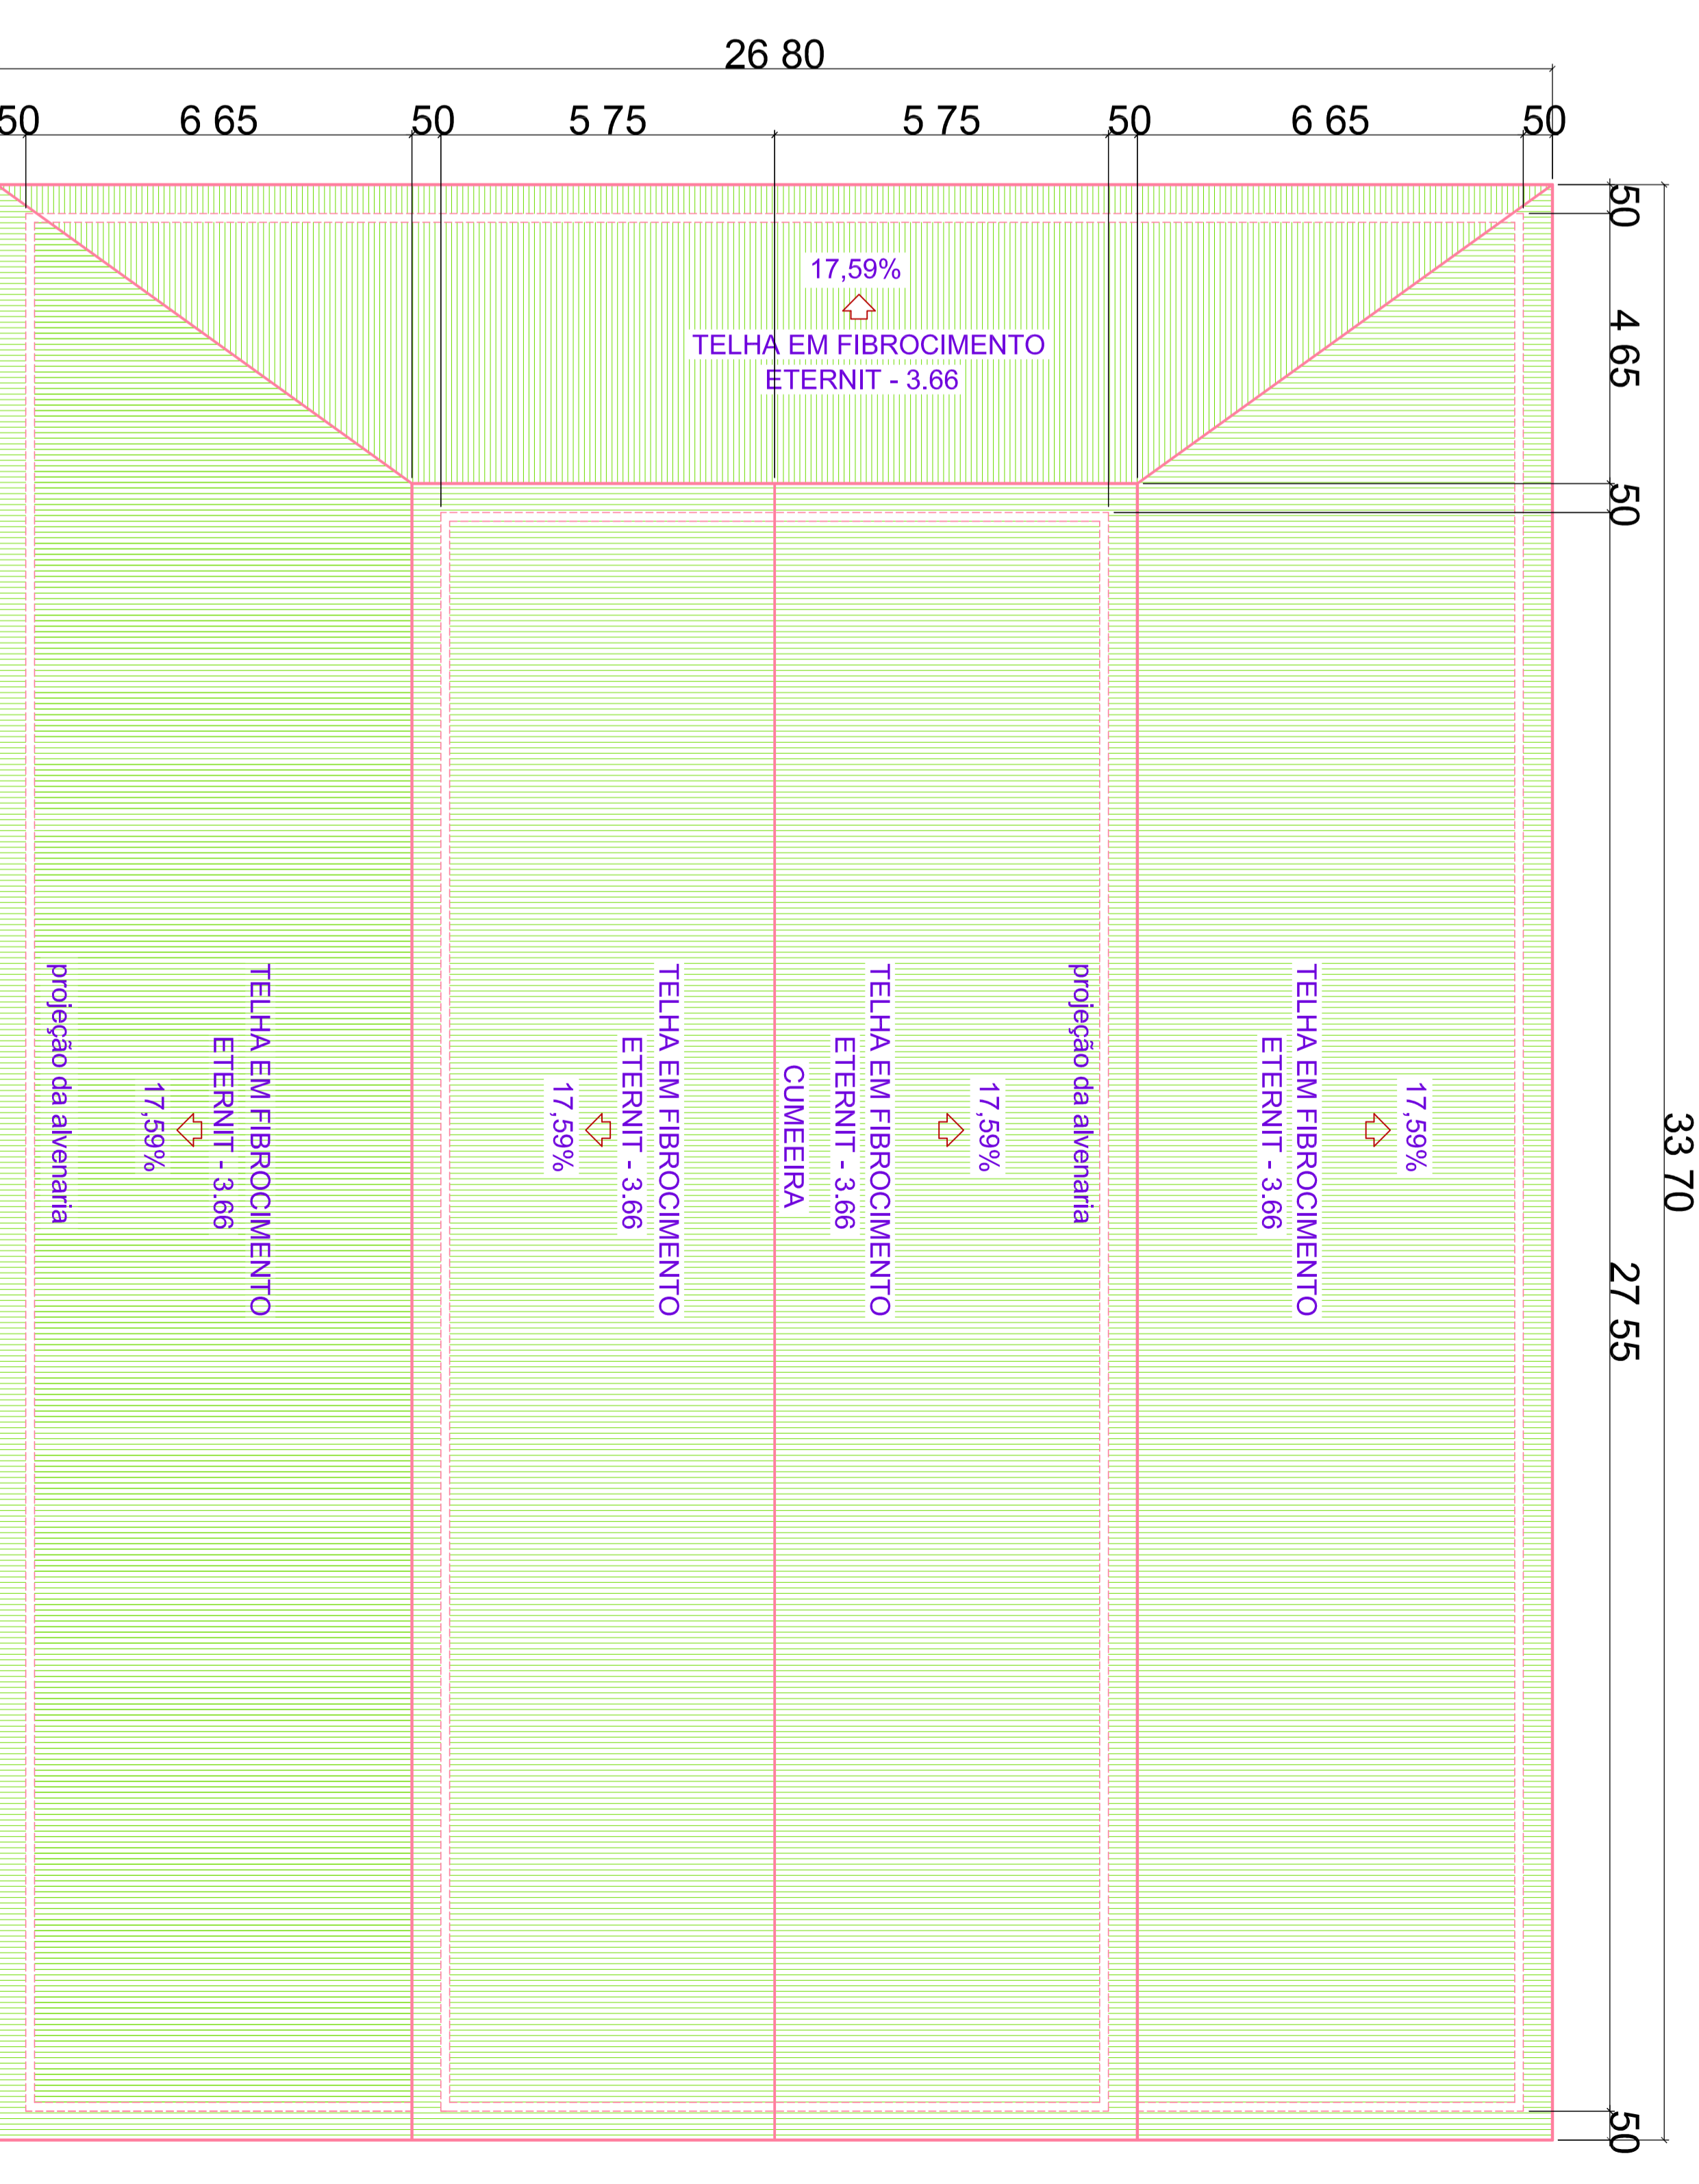 26 80
50
6 65
50
5 75
5 75
50
6 65
50
50
4 65
50
33 70
27 55
50
17,59%
TELHA EM FIBROCIMENTO
ETERNIT - 3.66
projeção da alvenaria
17,59%
TELHA EM FIBROCIMENTO
ETERNIT - 3.66
17,59%
TELHA EM FIBROCIMENTO
ETERNIT - 3.66
CUMEEIRA
TELHA EM FIBROCIMENTO
ETERNIT - 3.66
17,59%
projeção da alvenaria
TELHA EM FIBROCIMENTO
ETERNIT - 3.66
17,59%